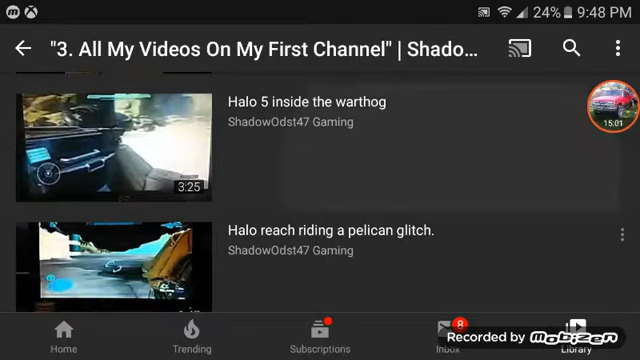 24% 9:48 PM
"3. All My Videos On My First Channel" | Shado...
Halo 5 inside the warthog
ShadowOdst47 Gaming
15:01
3:25
Halo reach riding a pelican glitch.
ShadowOdst47 Gaming
8
Home
Trending
Subscriptions
Inbox
Library
Recorded by Mobizen